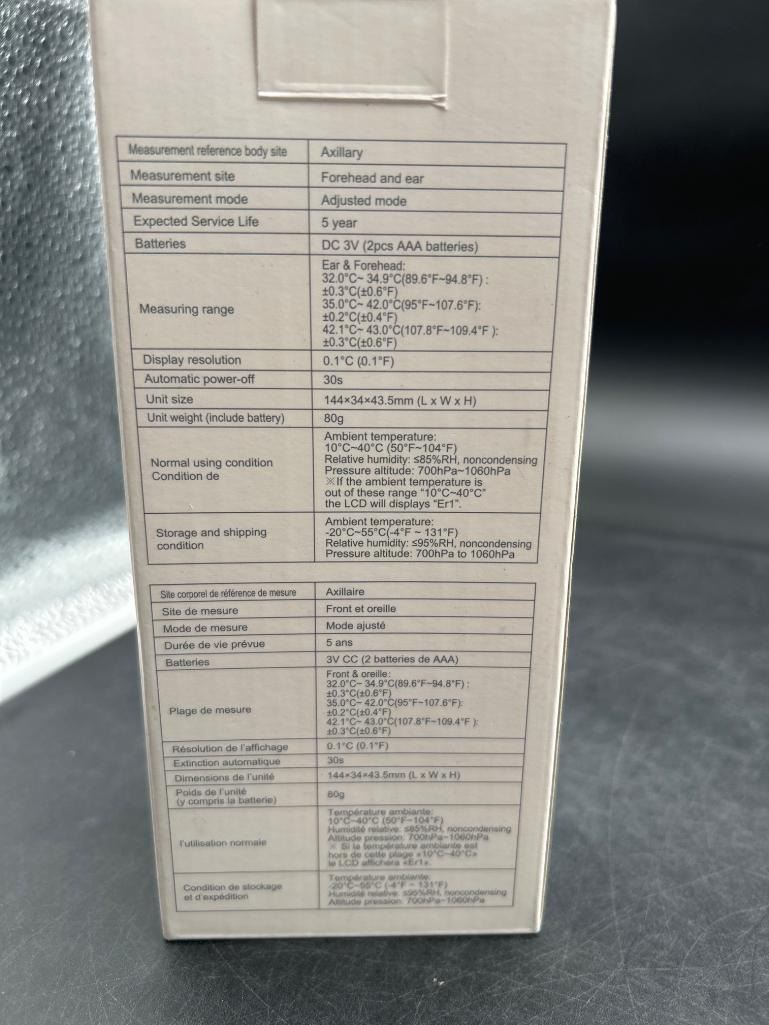 Measurement reference body site Axillary
Measurement site Forehead and ear
Measurement mode Adjusted mode
Expected Service Life 5 year
Batteries DC 3V (2pcs AAA batteries)
Measuring range
Ear & Forehead:
32.0°C~ 34.9°C(89.6°F~94.8°F) :
±0.3°C(±0.6°F)
35.0°C~ 42.0°C(95°F~107.6°F):
±0.2°C(±0.4°F)
42.1°C~ 43.0°C(107.8°F~109.4°F ):
±0.3°C(±0.6°F)
Display resolution 0.1°C (0.1°F)
Automatic power-off 30s
Unit size 144×34×43.5mm (L x W x H)
Unit weight (include battery) 80g
Normal using condition
Condition de
Ambient temperature:
10°C~40°C (50°F~104°F)
Relative humidity: ≤85%RH, noncondensing
Pressure altitude: 700hPa~1060hPa
※If the ambient temperature is
out of these range "10°C~40°C"
the LCD will displays "Er1".
Storage and shipping
condition
Ambient temperature:
-20°C~55°C(-4°F ~ 131°F)
Relative humidity: ≤95%RH, noncondensing
Pressure altitude: 700hPa to 1060hPa
Site corporel de référence de mesure Axillaire
Site de mesure Front et oreille
Mode de mesure Mode ajusté
Durée de vie prévue 5 ans
Batteries 3V CC (2 batteries de AAA)
Plage de mesure
Front & oreille:
32.0°C~ 34.9°C(89.6°F~94.8°F) :
±0.3°C(±0.6°F)
35.0°C~ 42.0°C(95°F~107.6°F):
±0.2°C(±0.4°F)
42.1°C~ 43.0°C(107.8°F~109.4°F ):
±0.3°C(±0.6°F)
Résolution de l'affichage 0.1°C (0.1°F)
Extinction automatique 30s
Dimensions de l'unité 144×34×43.5mm (L x W x H)
Poids de l'unité
(y compris la batterie)
80g
l'utilisation normale
Température ambiante:
10°C~40°C (50°F~104°F)
Humidité relative: ≤85%RH, noncondensing
Altitude pression: 700hPa~1060hPa
※ Si la température ambiante est
hors de cette plage «10°C~40°C»
le LCD affichera «Er1».
Condition de stockage
et d'expédition
Température ambiante:
-20°C~55°C (-4°F ~ 131°F)
Humidité relative: ≤95%RH, noncondensing
Altitude pression: 700hPa~1060hPa